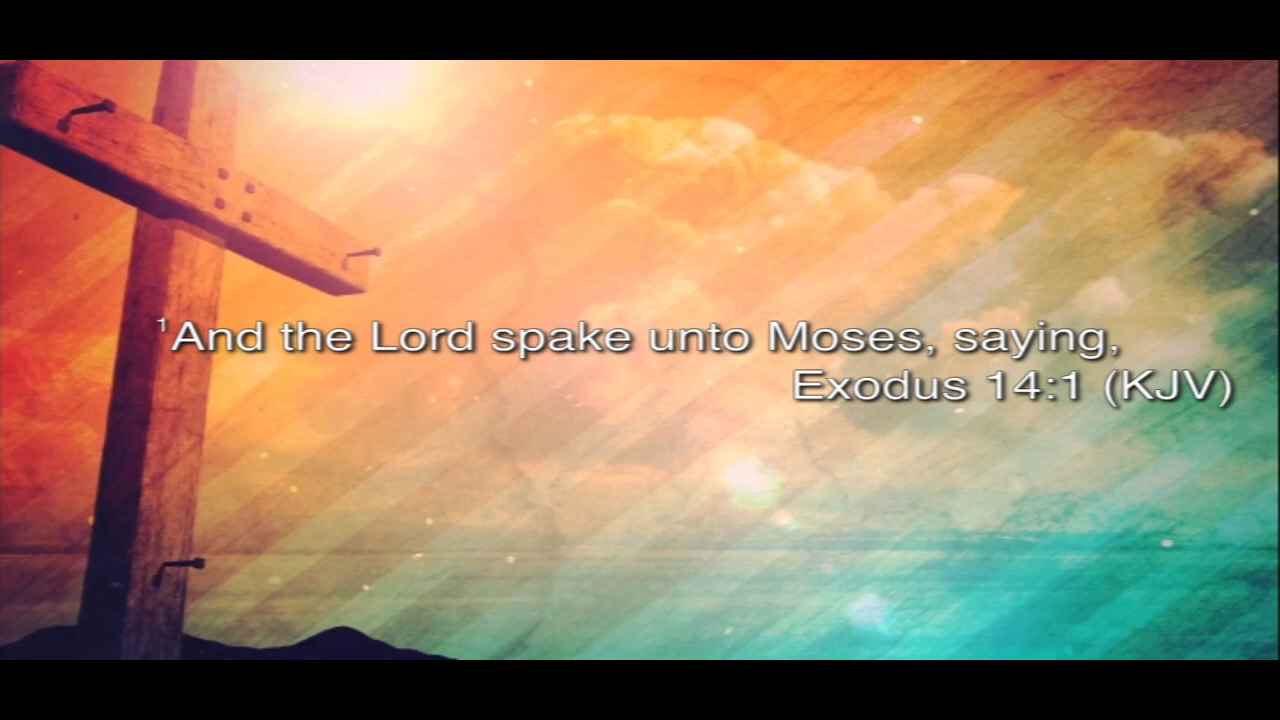 ¹And the Lord spake unto Moses, saying,
Exodus 14:1 (KJV)